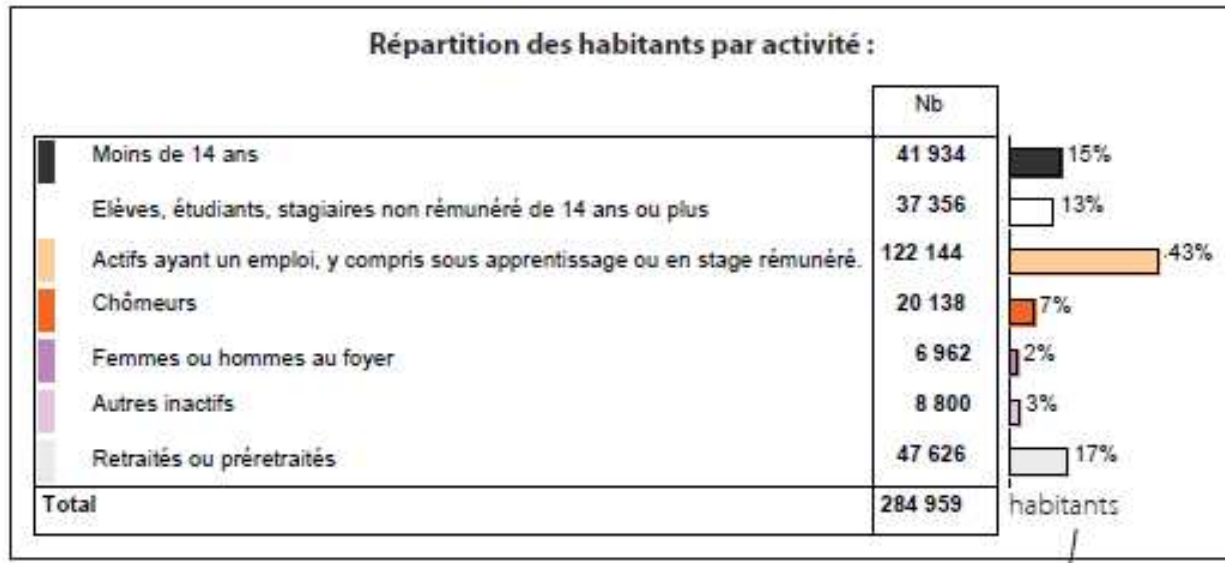 Répartition des habitants par activité :
Nb
Moins de 14 ans 41 934 15%
Elèves, étudiants, stagiaires non rémunéré de 14 ans ou plus 37 356 13%
Actifs ayant un emploi, y compris sous apprentissage ou en stage rémunéré. 122 144 43%
Chômeurs 20 138 7%
Femmes ou hommes au foyer 6 962 2%
Autres inactifs 8 800 3%
Retraités ou préretraités 47 626 17%
Total 284 959 habitants